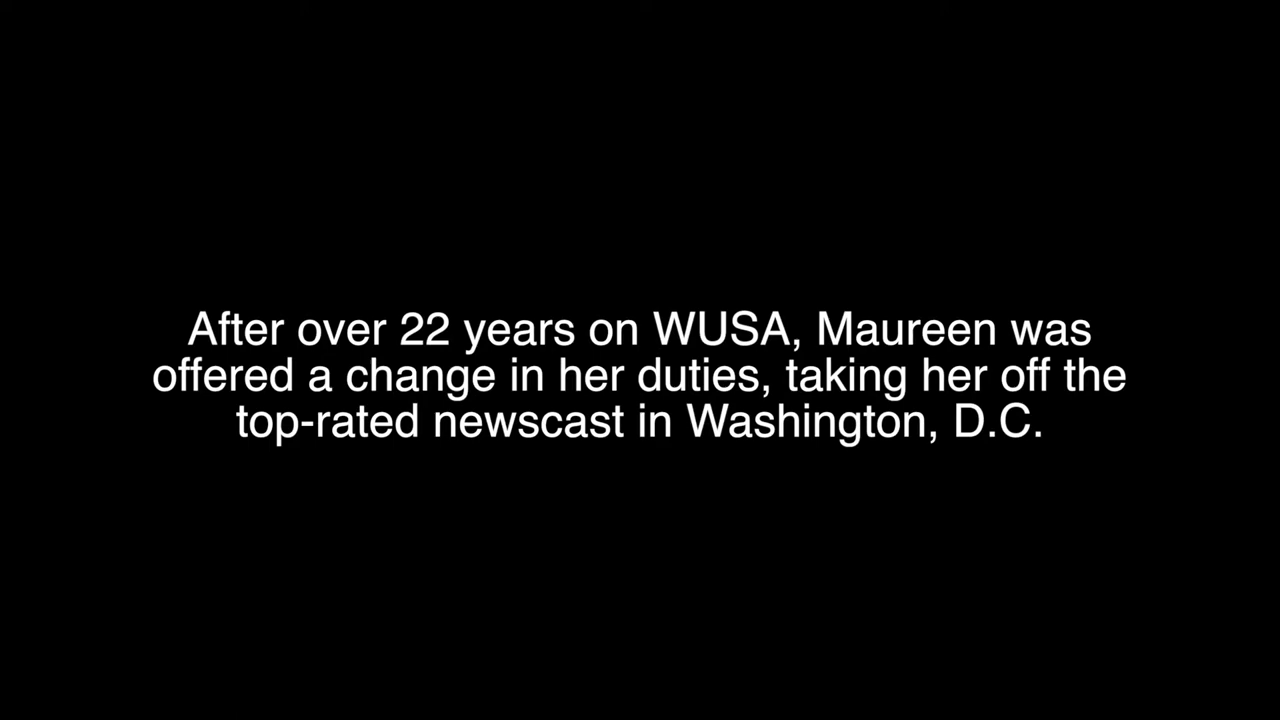 After over 22 years on WUSA, Maureen was
offered a change in her duties, taking her off the
top-rated newscast in Washington, D.C.